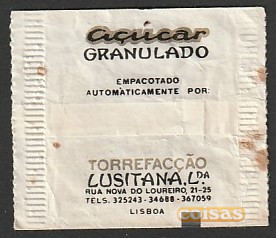 açúcar
GRANULADO
EMPACOTADO
AUTOMATICAMENTE POR:
TORREFACÇÃO
LUSITANA, L.DA
RUA NOVA DO LOUREIRO, 21-25
TELS. 325243 - 34688 - 367059
LISBOA
coisas